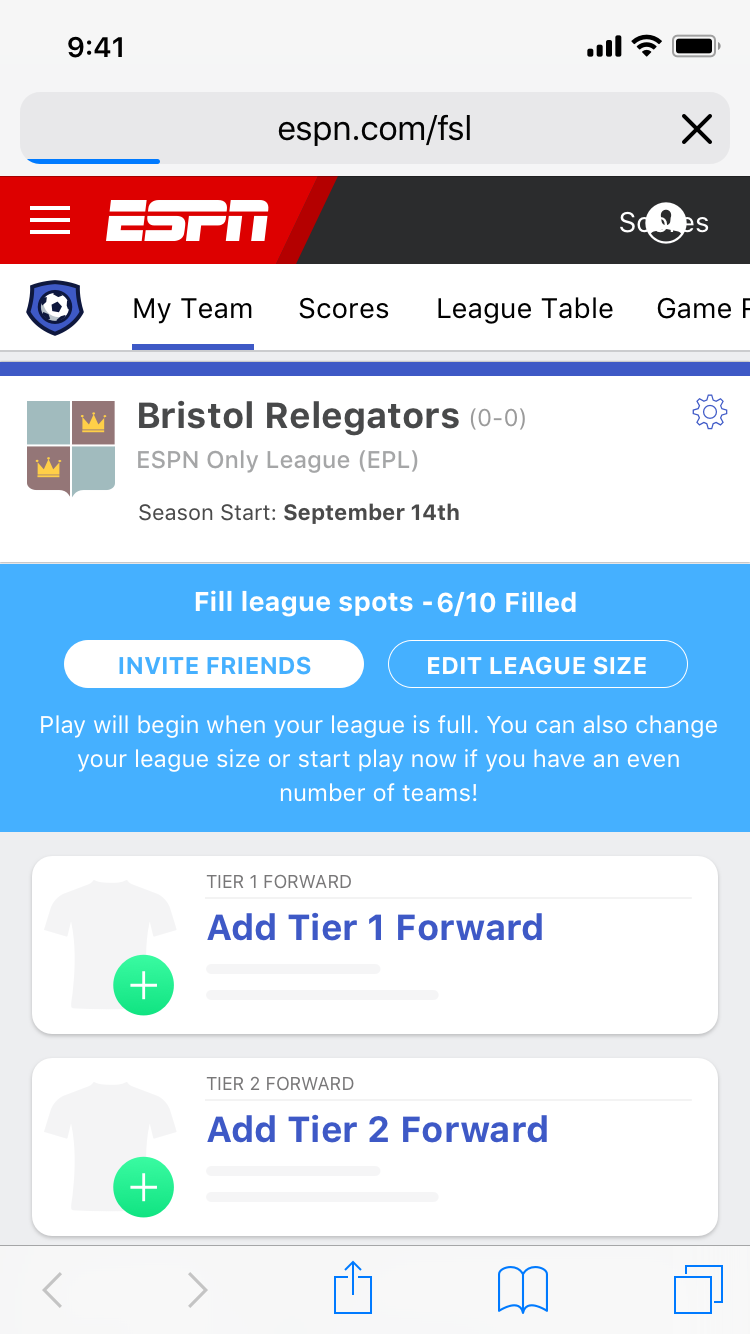 9:41
espn.com/fsl
ESPN
Scores
My Team Scores League Table Game
Bristol Relegators (0-0)
ESPN Only League (EPL)
Season Start: September 14th
Fill league spots -6/10 Filled
INVITE FRIENDS EDIT LEAGUE SIZE
Play will begin when your league is full. You can also change
your league size or start play now if you have an even
number of teams!
TIER 1 FORWARD
Add Tier 1 Forward
TIER 2 FORWARD
Add Tier 2 Forward